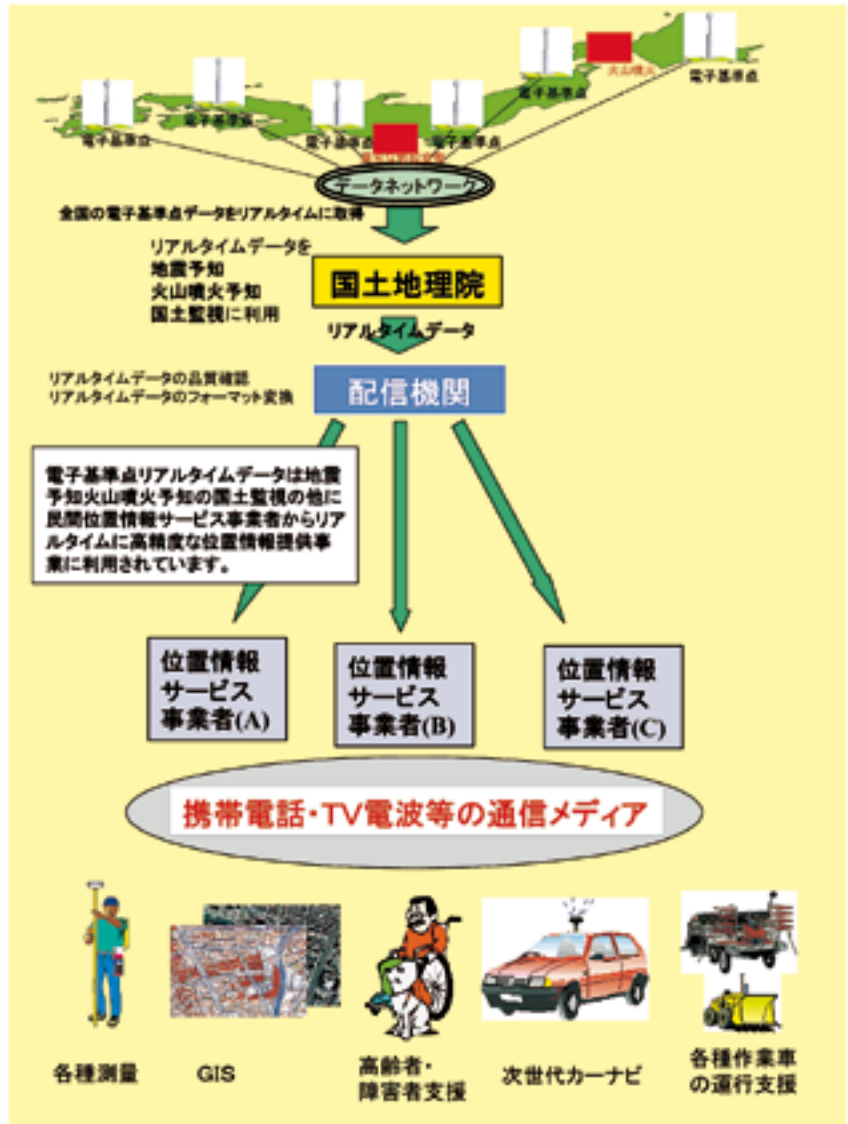 火山噴火
電子基準点
電子基準点
電子基準点
電子基準点
電子基準点
電子基準点
データネットワーク
全国の電子基準点データをリアルタイムに取得
リアルタイムデータを
地震予知
火山噴火予知
国土監視に利用
国土地理院
リアルタイムデータ
リアルタイムデータの品質確認
リアルタイムデータのフォーマット変換
配信機関
電子基準点リアルタイムデータは地震
予知火山噴火予知の国土監視の他に
民間位置情報サービス事業者からリア
ルタイムに高精度な位置情報提供事
業に利用されています。
位置情報
サービス
事業者(A)
位置情報
サービス
事業者(B)
位置情報
サービス
事業者(C)
携帯電話・TV電波等の通信メディア
各種測量
GIS
高齢者・
障害者支援
次世代カーナビ
各種作業車
の運行支援